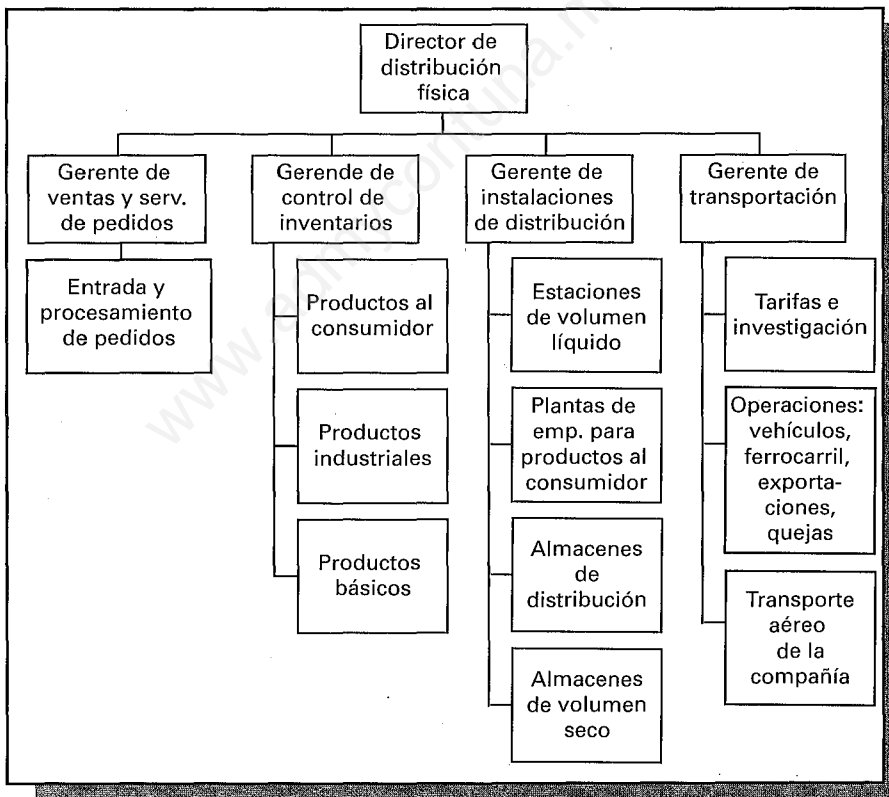 Director de
distribución
física
Gerente de
ventas y serv.
de pedidos
Entrada y
procesamiento
de pedidos
Gerende de
control de
inventarios
Productos al
consumidor
Productos
industriales
Productos
básicos
Gerente de
instalaciones
de distribución
Estaciones
de volumen
líquido
Plantas de
emp. para
productos al
consumidor
Almacenes
de
distribución
Almacenes
de volumen
seco
Gerente de
transportación
Tarifas e
investigación
Operaciones:
vehículos,
ferrocarril,
exporta-
ciones,
quejas
Transporte
aéreo
de la
compañía